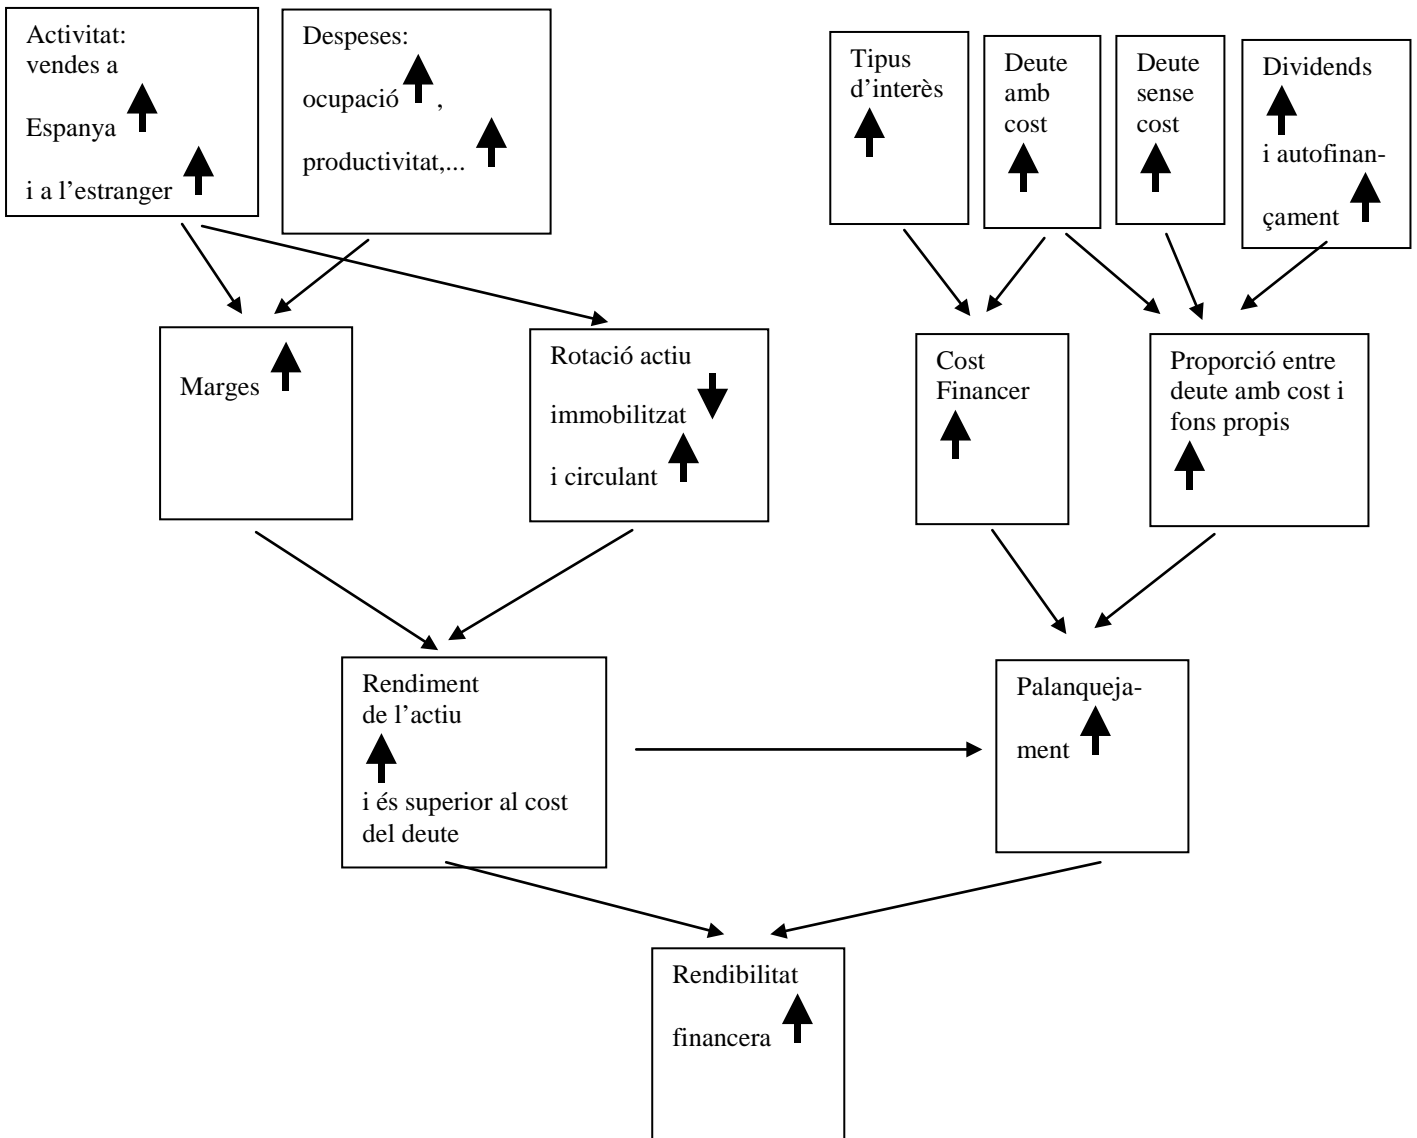 Activitat:
vendes a
Espanya
i a l’estranger
Despeses:
ocupació ,
productivitat,...
Tipus
d’interès
Deute
amb
cost
Deute
sense
cost
Dividends
i autofinan-
çament
Marges
Rotació actiu
immobilitzat
i circulant
Cost
Financer
Proporció entre
deute amb cost i
fons propis
Rendiment
de l’actiu
i és superior al cost
del deute
Palanqueja-
ment
Rendibilitat
financera